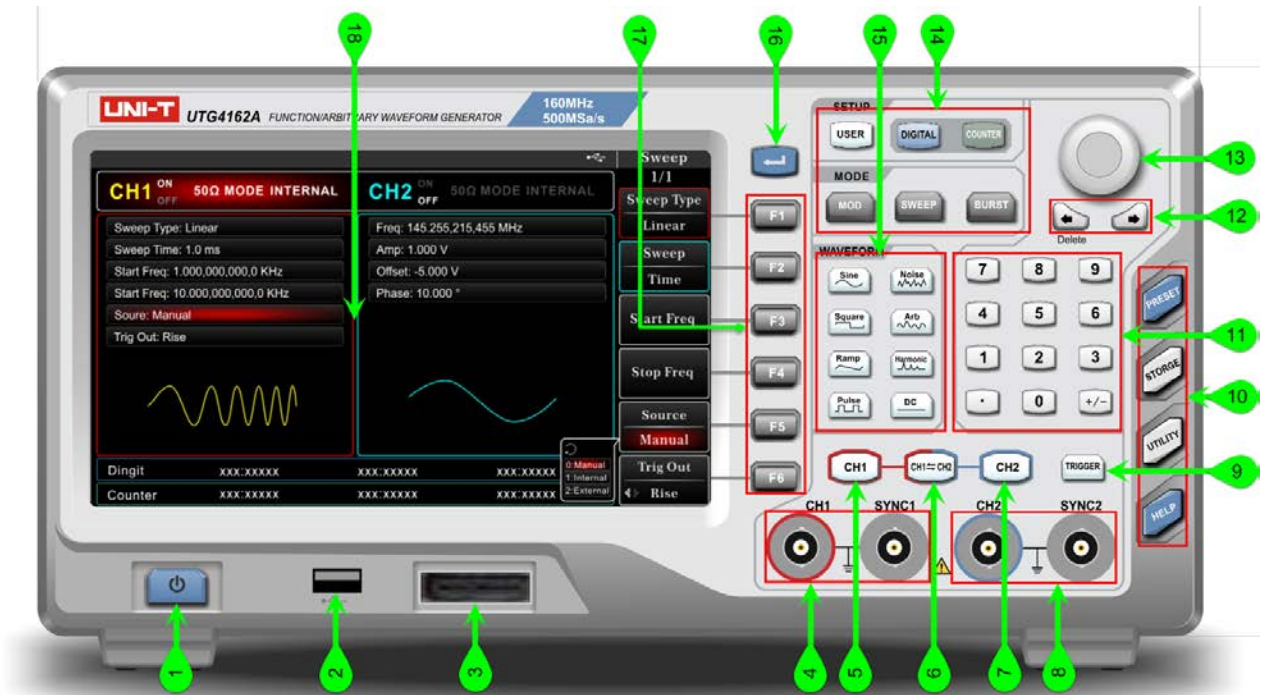 18
17
16
15
14
UNI-T UTG4162A FUNCTION/ARBITRARY WAVEFORM GENERATOR 160MHz
500MSa/s
Sweep
1/1
CH1 ON
OFF
50Ω MODE INTERNAL
CH2 ON
OFF
50Ω MODE INTERNAL
Sweep Type: Linear
Sweep Time: 1.0 ms
Start Freq: 1.000,000,000,0 KHz
Start Freq: 10.000,000,000,0 KHz
Soure: Manual
Trig Out: Rise
Freq: 145.255,215,455 MHz
Amp: 1.000 V
Offset: -5.000 V
Phase: 10.000 °
Sweep Type
Linear
Sweep
Time
Start Freq
Stop Freq
Source
Manual
Trig Out
Rise
0:Manual
1:Internal
2:External
Dingit xxx:xxxxx xxx:xxxxx xxx:xxxxx
Counter xxx:xxxxx xxx:xxxxx xxx:xxxxx
F1
F2
F3
F4
F5
F6
SETUP
USER DIGITAL COUNTER
MODE
MOD SWEEP BURST
WAVEFORM
Sine Noise
Square Arb
Ramp Harmonic
Pulse DC
Delete
7 8 9
4 5 6
1 2 3
· 0 +/-
PRESET
STORGE
UTILITY
HELP
CH1 CH1⇌CH2 CH2 TRIGGER
CH1 SYNC1 CH2 SYNC2
13
12
11
10
9
1
2
3
4
5
6
7
8